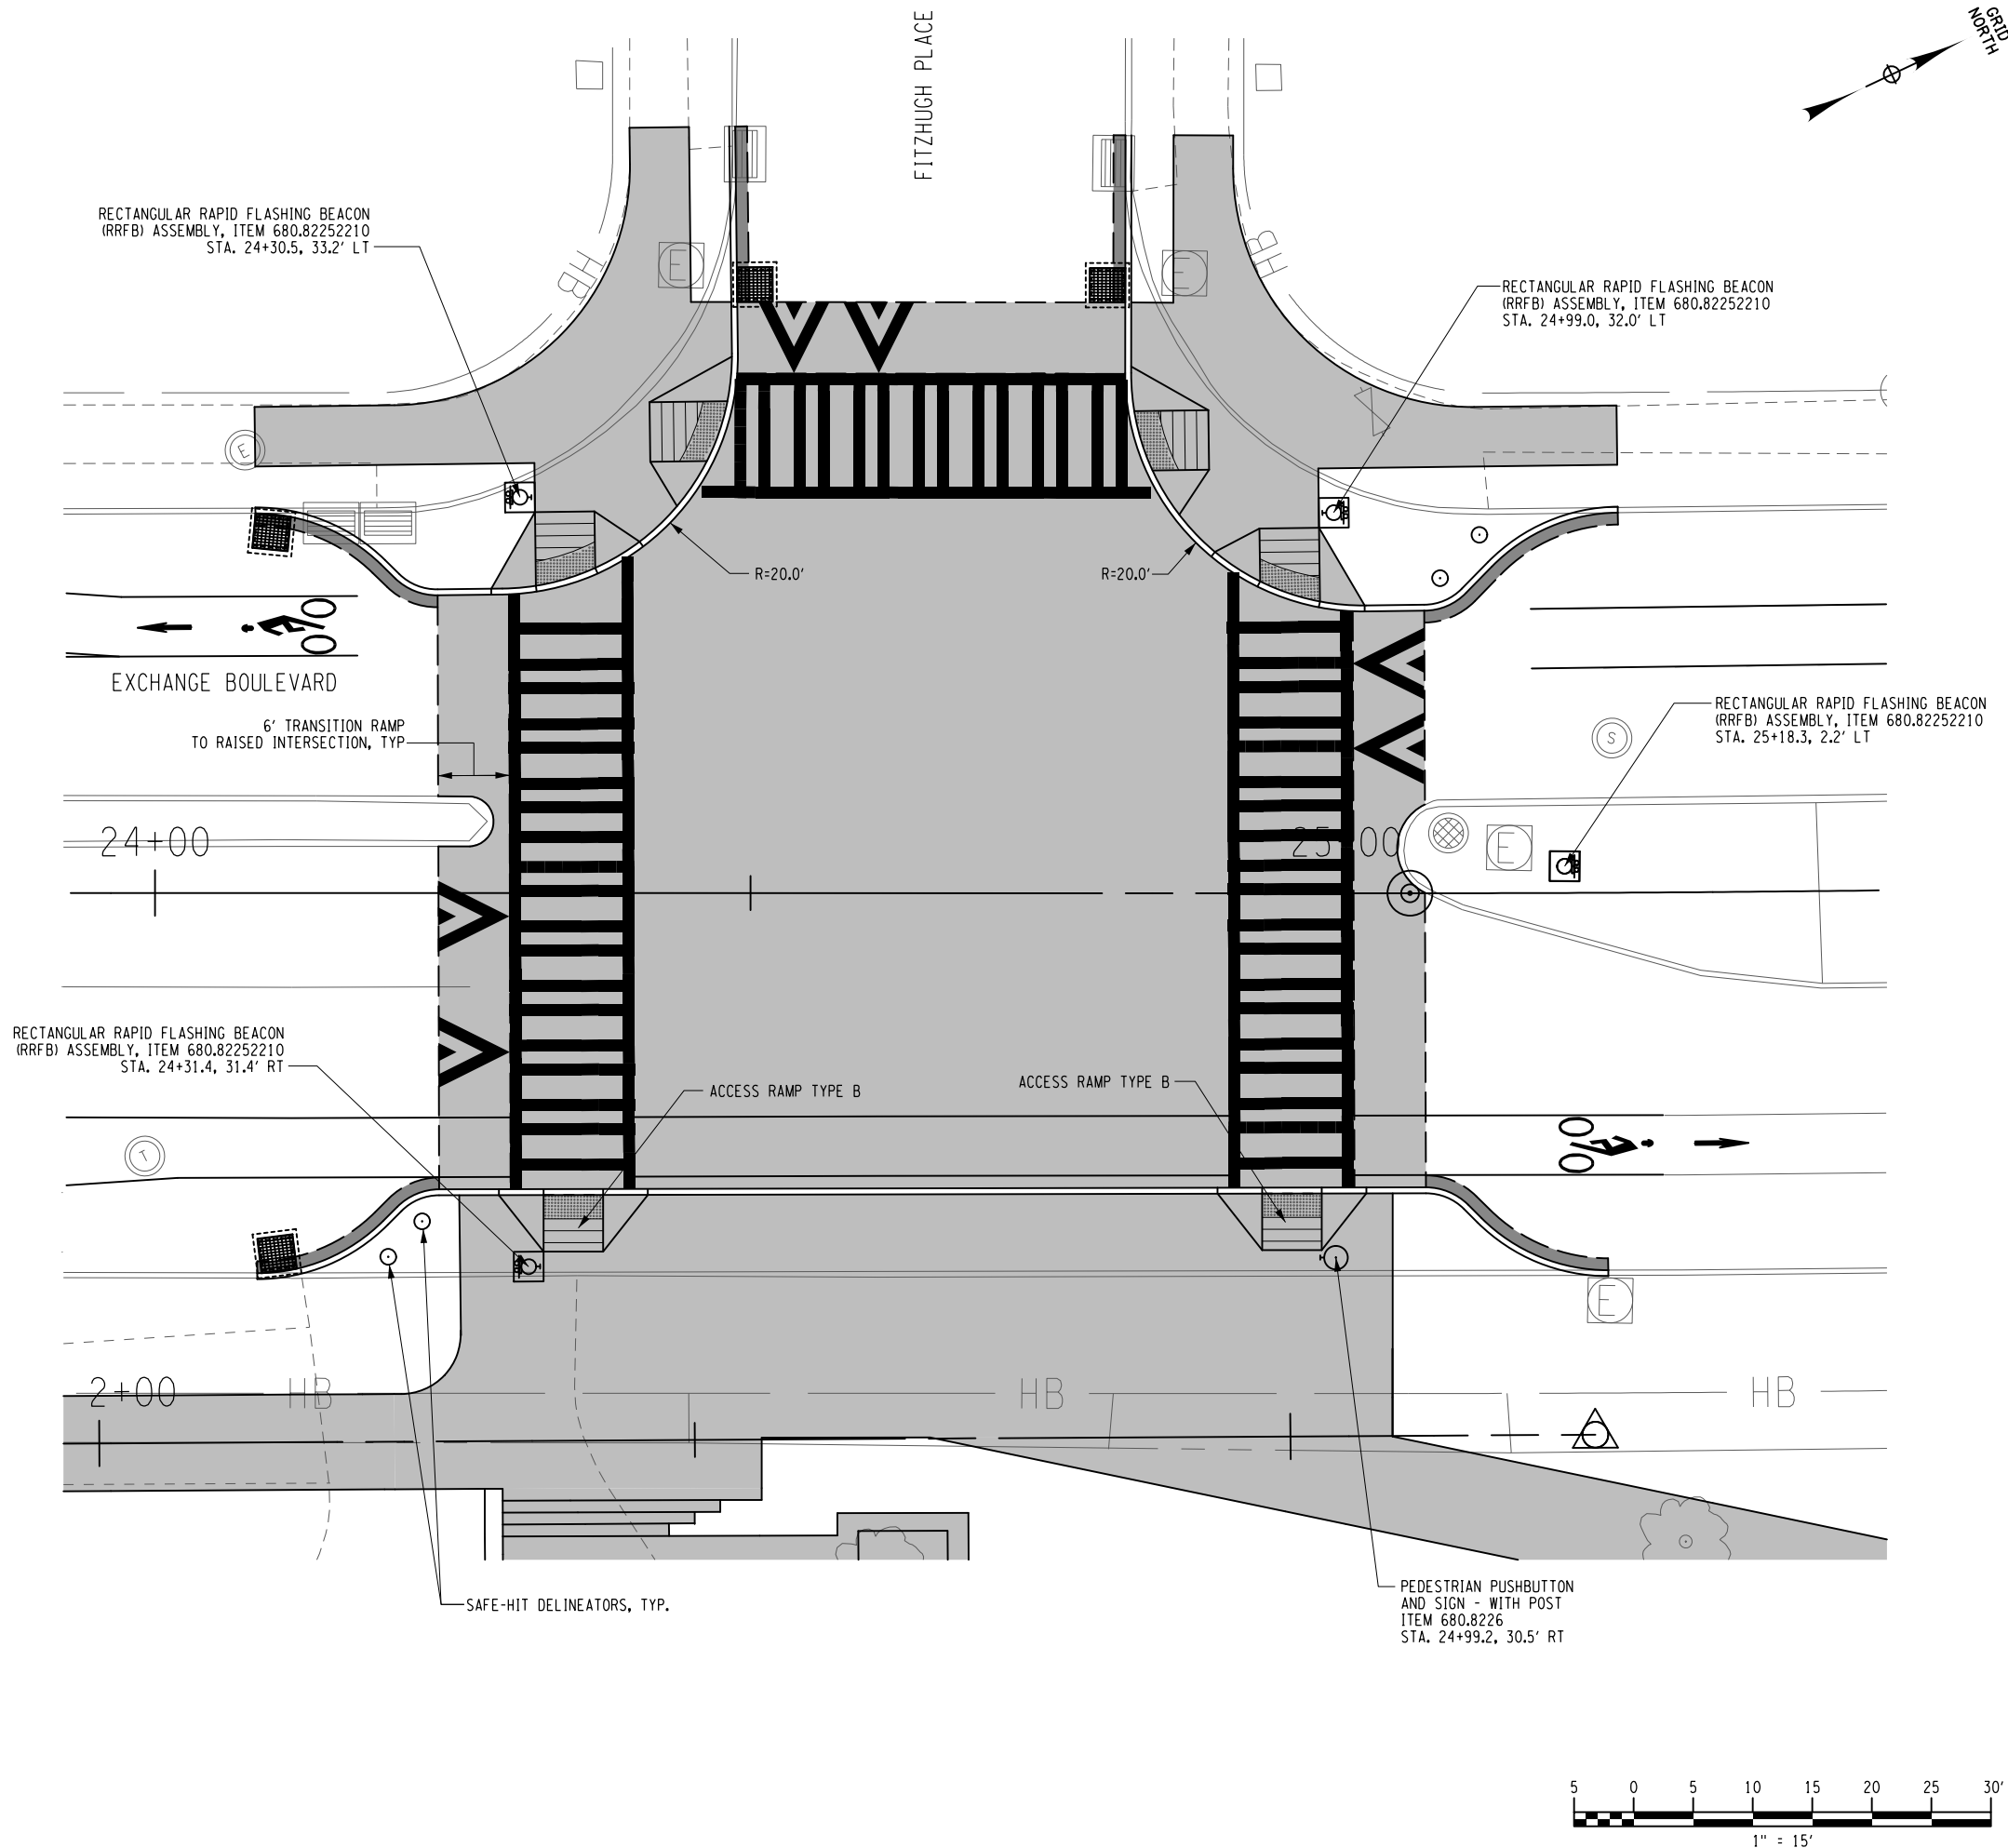 FITZHUGH PLACE
GRID
NORTH
RECTANGULAR RAPID FLASHING BEACON
(RRFB) ASSEMBLY, ITEM 680.82252210
STA. 24+30.5, 33.2' LT
RECTANGULAR RAPID FLASHING BEACON
(RRFB) ASSEMBLY, ITEM 680.82252210
STA. 24+99.0, 32.0' LT
HB
E
E
HB
E
R=20.0'
R=20.0'
EXCHANGE BOULEVARD
6' TRANSITION RAMP
TO RAISED INTERSECTION, TYP
RECTANGULAR RAPID FLASHING BEACON
(RRFB) ASSEMBLY, ITEM 680.82252210
STA. 25+18.3, 2.2' LT
S
24+00
25+00
E
RECTANGULAR RAPID FLASHING BEACON
(RRFB) ASSEMBLY, ITEM 680.82252210
STA. 24+31.4, 31.4' RT
ACCESS RAMP TYPE B
ACCESS RAMP TYPE B
T
E
2+00
HB
HB
HB
SAFE-HIT DELINEATORS, TYP.
PEDESTRIAN PUSHBUTTON
AND SIGN - WITH POST
ITEM 680.8226
STA. 24+99.2, 30.5' RT
5 0 5 10 15 20 25 30'
1" = 15'